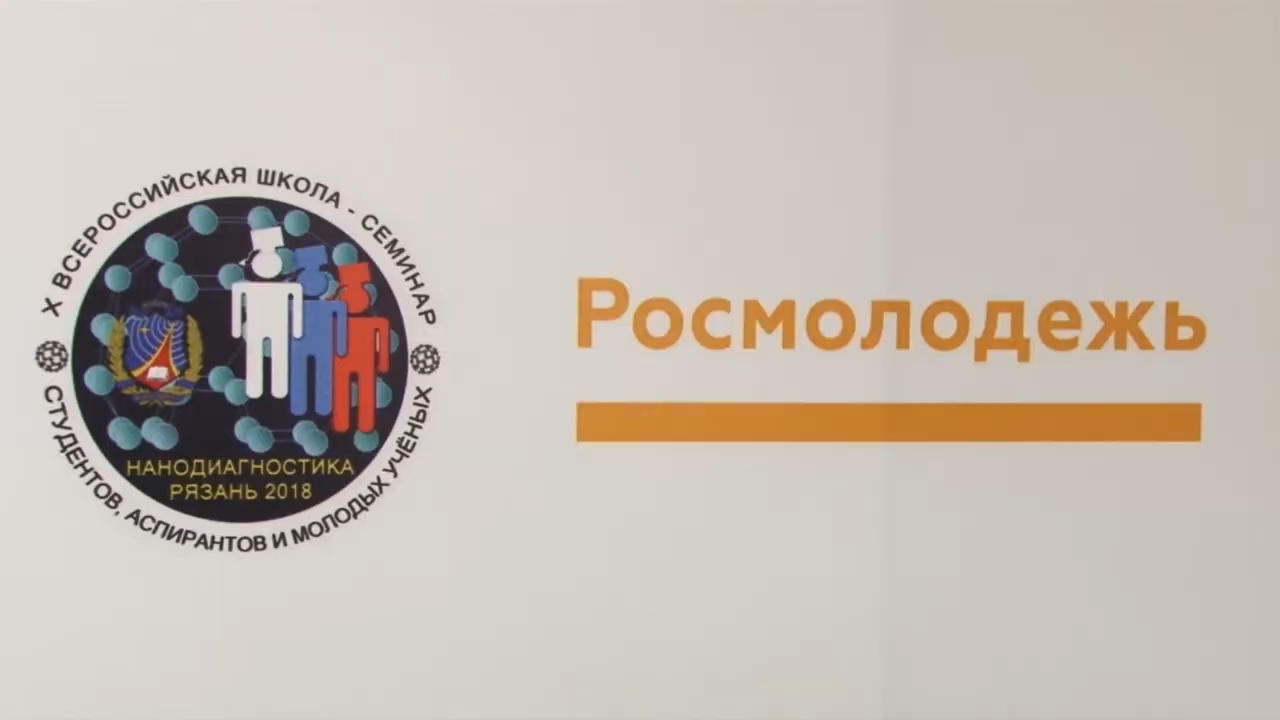 X ВСЕРОССИЙСКАЯ ШКОЛА - СЕМИНАР
СТУДЕНТОВ, АСПИРАНТОВ И МОЛОДЫХ УЧЁНЫХ
НАНОДИАГНОСТИКА
РЯЗАНЬ 2018
Росмолодежь